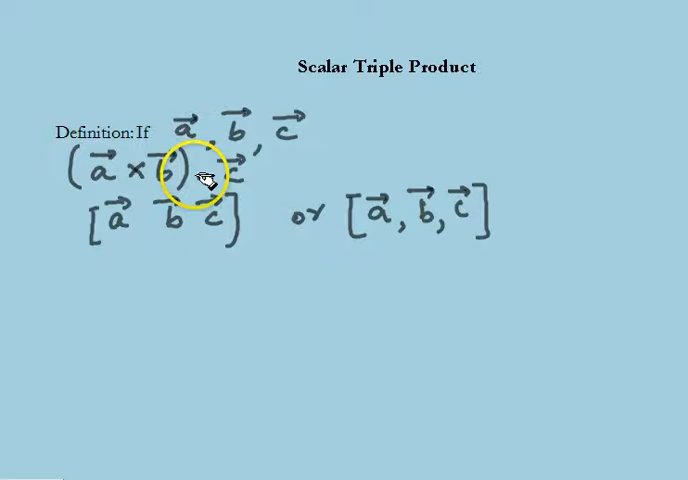 Scalar Triple Product
Definition: If a⃗, b⃗, c⃗,
(a⃗ × b⃗) · c⃗
[a⃗ b⃗ c⃗] or [a⃗, b⃗, c⃗]